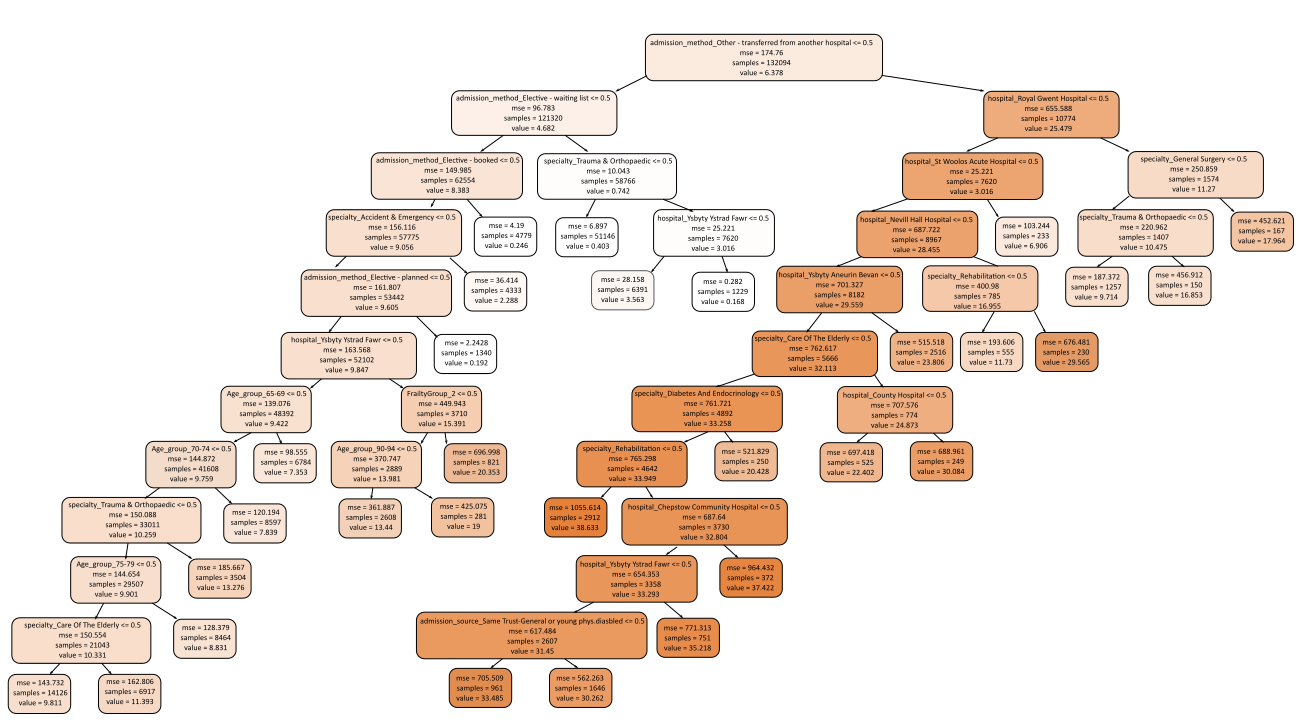 admission_method_Other - transferred from another hospital <= 0.5
mse = 174.76
samples = 132094
value = 6.378
admission_method_Elective - waiting list <= 0.5
mse = 96.783
samples = 121320
value = 4.682
hospital_Royal Gwent Hospital <= 0.5
mse = 655.588
samples = 10774
value = 25.479
admission_method_Elective - booked <= 0.5
mse = 149.985
samples = 62554
value = 8.383
specialty_Trauma & Orthopaedic <= 0.5
mse = 10.043
samples = 58766
value = 0.742
hospital_St Woolos Acute Hospital <= 0.5
mse = 25.221
samples = 7620
value = 3.016
specialty_General Surgery <= 0.5
mse = 250.859
samples = 1574
value = 11.27
specialty_Accident & Emergency <= 0.5
mse = 156.116
samples = 57775
value = 9.056
mse = 4.19
samples = 4779
value = 0.246
mse = 6.897
samples = 51146
value = 0.403
hospital_Ysbyty Ystrad Fawr <= 0.5
mse = 25.221
samples = 7620
value = 3.016
hospital_Nevill Hall Hospital <= 0.5
mse = 687.722
samples = 8967
value = 28.455
mse = 103.244
samples = 233
value = 6.906
specialty_Trauma & Orthopaedic <= 0.5
mse = 220.962
samples = 1407
value = 10.475
mse = 452.621
samples = 167
value = 17.964
admission_method_Elective - planned <= 0.5
mse = 161.807
samples = 53442
value = 9.605
mse = 36.414
samples = 4333
value = 2.288
mse = 28.158
samples = 6391
value = 3.563
mse = 0.282
samples = 1229
value = 0.168
hospital_Ysbyty Aneurin Bevan <= 0.5
mse = 701.327
samples = 8182
value = 29.559
specialty_Rehabilitation <= 0.5
mse = 400.98
samples = 785
value = 16.955
mse = 187.372
samples = 1257
value = 9.714
mse = 456.912
samples = 150
value = 16.853
hospital_Ysbyty Ystrad Fawr <= 0.5
mse = 163.568
samples = 52102
value = 9.847
mse = 2.2428
samples = 1340
value = 0.192
specialty_Care Of The Elderly <= 0.5
mse = 762.617
samples = 5666
value = 32.113
mse = 515.518
samples = 2516
value = 23.806
mse = 193.606
samples = 555
value = 11.73
mse = 676.481
samples = 230
value = 29.565
Age_group_65-69 <= 0.5
mse = 139.076
samples = 48392
value = 9.422
FrailtyGroup_2 <= 0.5
mse = 449.943
samples = 3710
value = 15.391
specialty_Diabetes And Endocrinology <= 0.5
mse = 761.721
samples = 4892
value = 33.258
hospital_County Hospital <= 0.5
mse = 707.576
samples = 774
value = 24.873
Age_group_70-74 <= 0.5
mse = 144.872
samples = 41608
value = 9.759
mse = 98.555
samples = 6784
value = 7.353
Age_group_90-94 <= 0.5
mse = 370.747
samples = 2889
value = 13.981
mse = 696.998
samples = 821
value = 20.353
specialty_Rehabilitation <= 0.5
mse = 765.298
samples = 4642
value = 33.949
mse = 521.829
samples = 250
value = 20.428
mse = 697.418
samples = 525
value = 22.402
mse = 688.961
samples = 249
value = 30.084
specialty_Trauma & Orthopaedic <= 0.5
mse = 150.088
samples = 33011
value = 10.259
mse = 120.194
samples = 8597
value = 7.839
mse = 361.887
samples = 2608
value = 13.44
mse = 425.075
samples = 281
value = 19
mse = 1055.614
samples = 2912
value = 38.633
hospital_Chepstow Community Hospital <= 0.5
mse = 687.64
samples = 3730
value = 32.804
Age_group_75-79 <= 0.5
mse = 144.654
samples = 29507
value = 9.901
mse = 185.667
samples = 3504
value = 13.276
hospital_Ysbyty Ystrad Fawr <= 0.5
mse = 654.353
samples = 3358
value = 33.293
mse = 964.432
samples = 372
value = 37.422
specialty_Care Of The Elderly <= 0.5
mse = 150.554
samples = 21043
value = 10.331
mse = 128.379
samples = 8464
value = 8.831
admission_source_Same Trust-General or young phys.diasbled <= 0.5
mse = 617.484
samples = 2607
value = 31.45
mse = 771.313
samples = 751
value = 35.218
mse = 143.732
samples = 14126
value = 9.811
mse = 162.806
samples = 6917
value = 11.393
mse = 705.509
samples = 961
value = 33.485
mse = 562.263
samples = 1646
value = 30.262